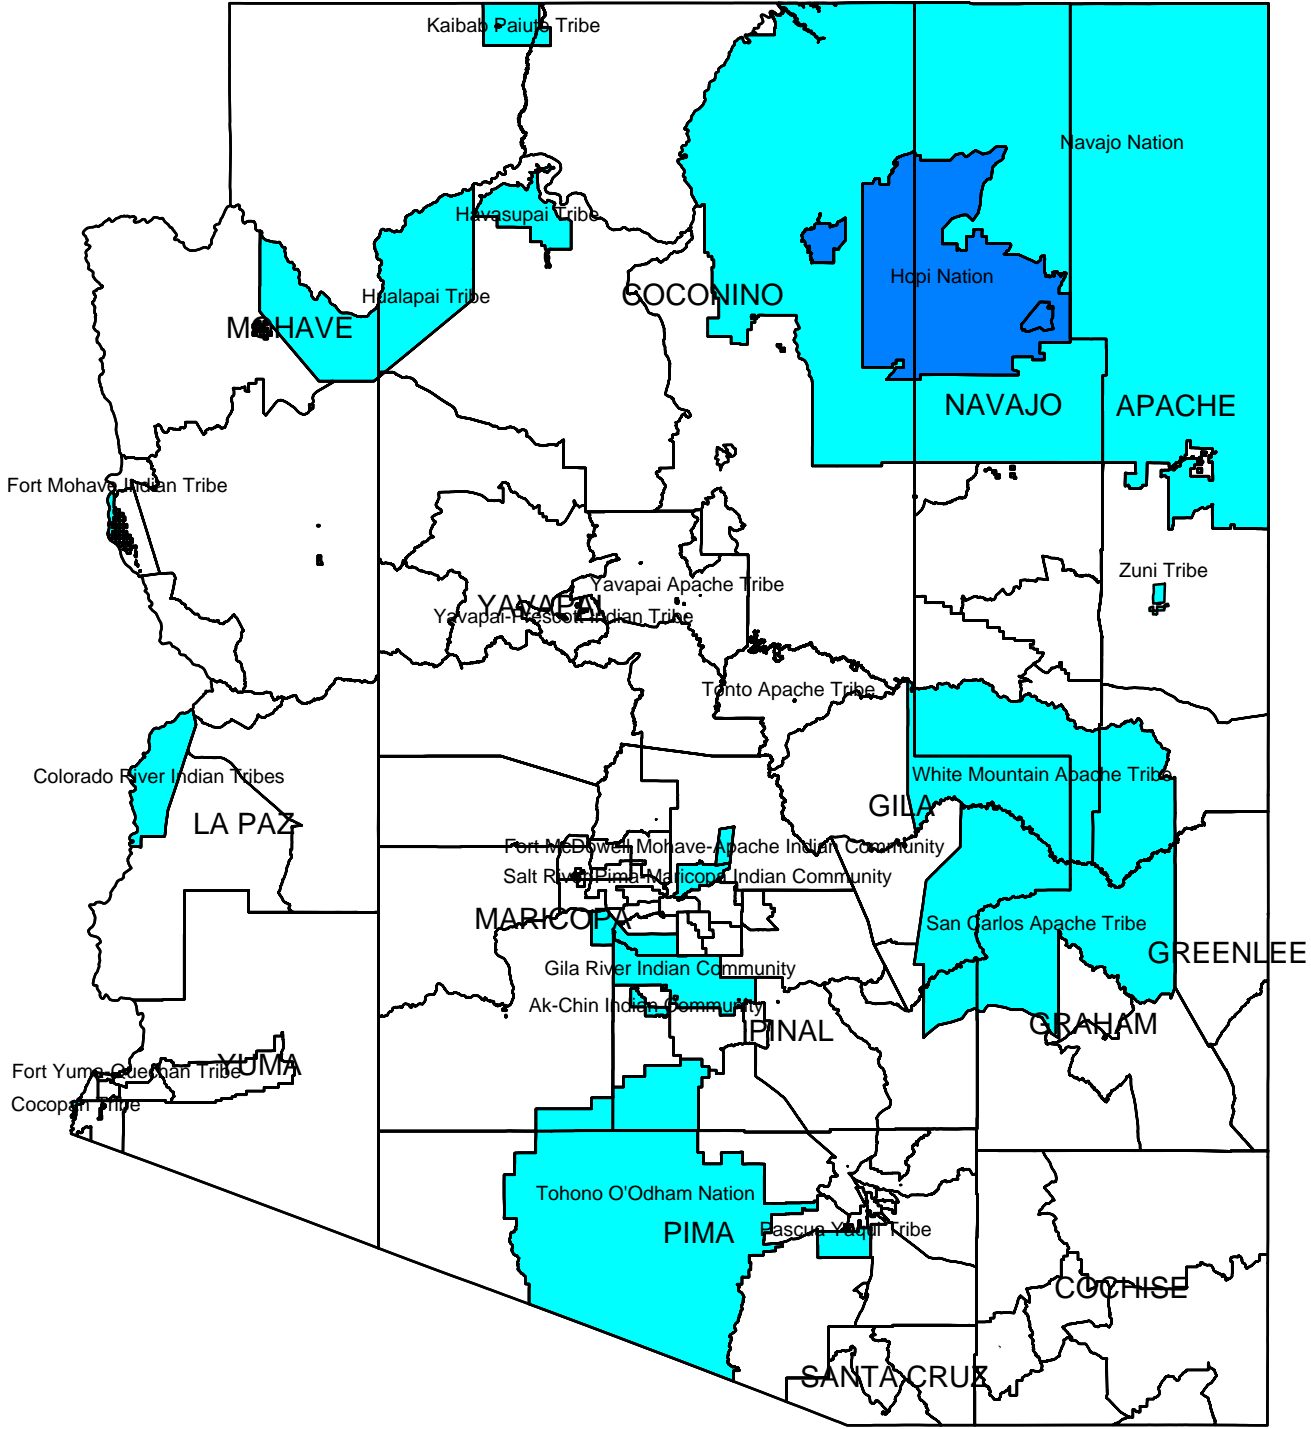 Kaibab Paiute Tribe
Navajo Nation
Havasupai Tribe
Hopi Nation
Hualapai Tribe
COCONINO
MOHAVE
NAVAJO
APACHE
Fort Mohave Indian Tribe
Zuni Tribe
Yavapai Apache Tribe
YAVAPAI
Yavapai-Prescott Indian Tribe
Tonto Apache Tribe
Colorado River Indian Tribes
White Mountain Apache Tribe
GILA
LA PAZ
Fort McDowell Mohave-Apache Indian Community
Salt River Pima-Maricopa Indian Community
MARICOPA
San Carlos Apache Tribe
GREENLEE
Gila River Indian Community
Ak-Chin Indian Community
GRAHAM
PINAL
YUMA
Fort Yuma-Quechan Tribe
Cocopah Tribe
Tohono O'Odham Nation
Pascua Yaqui Tribe
PIMA
COCHISE
SANTA CRUZ